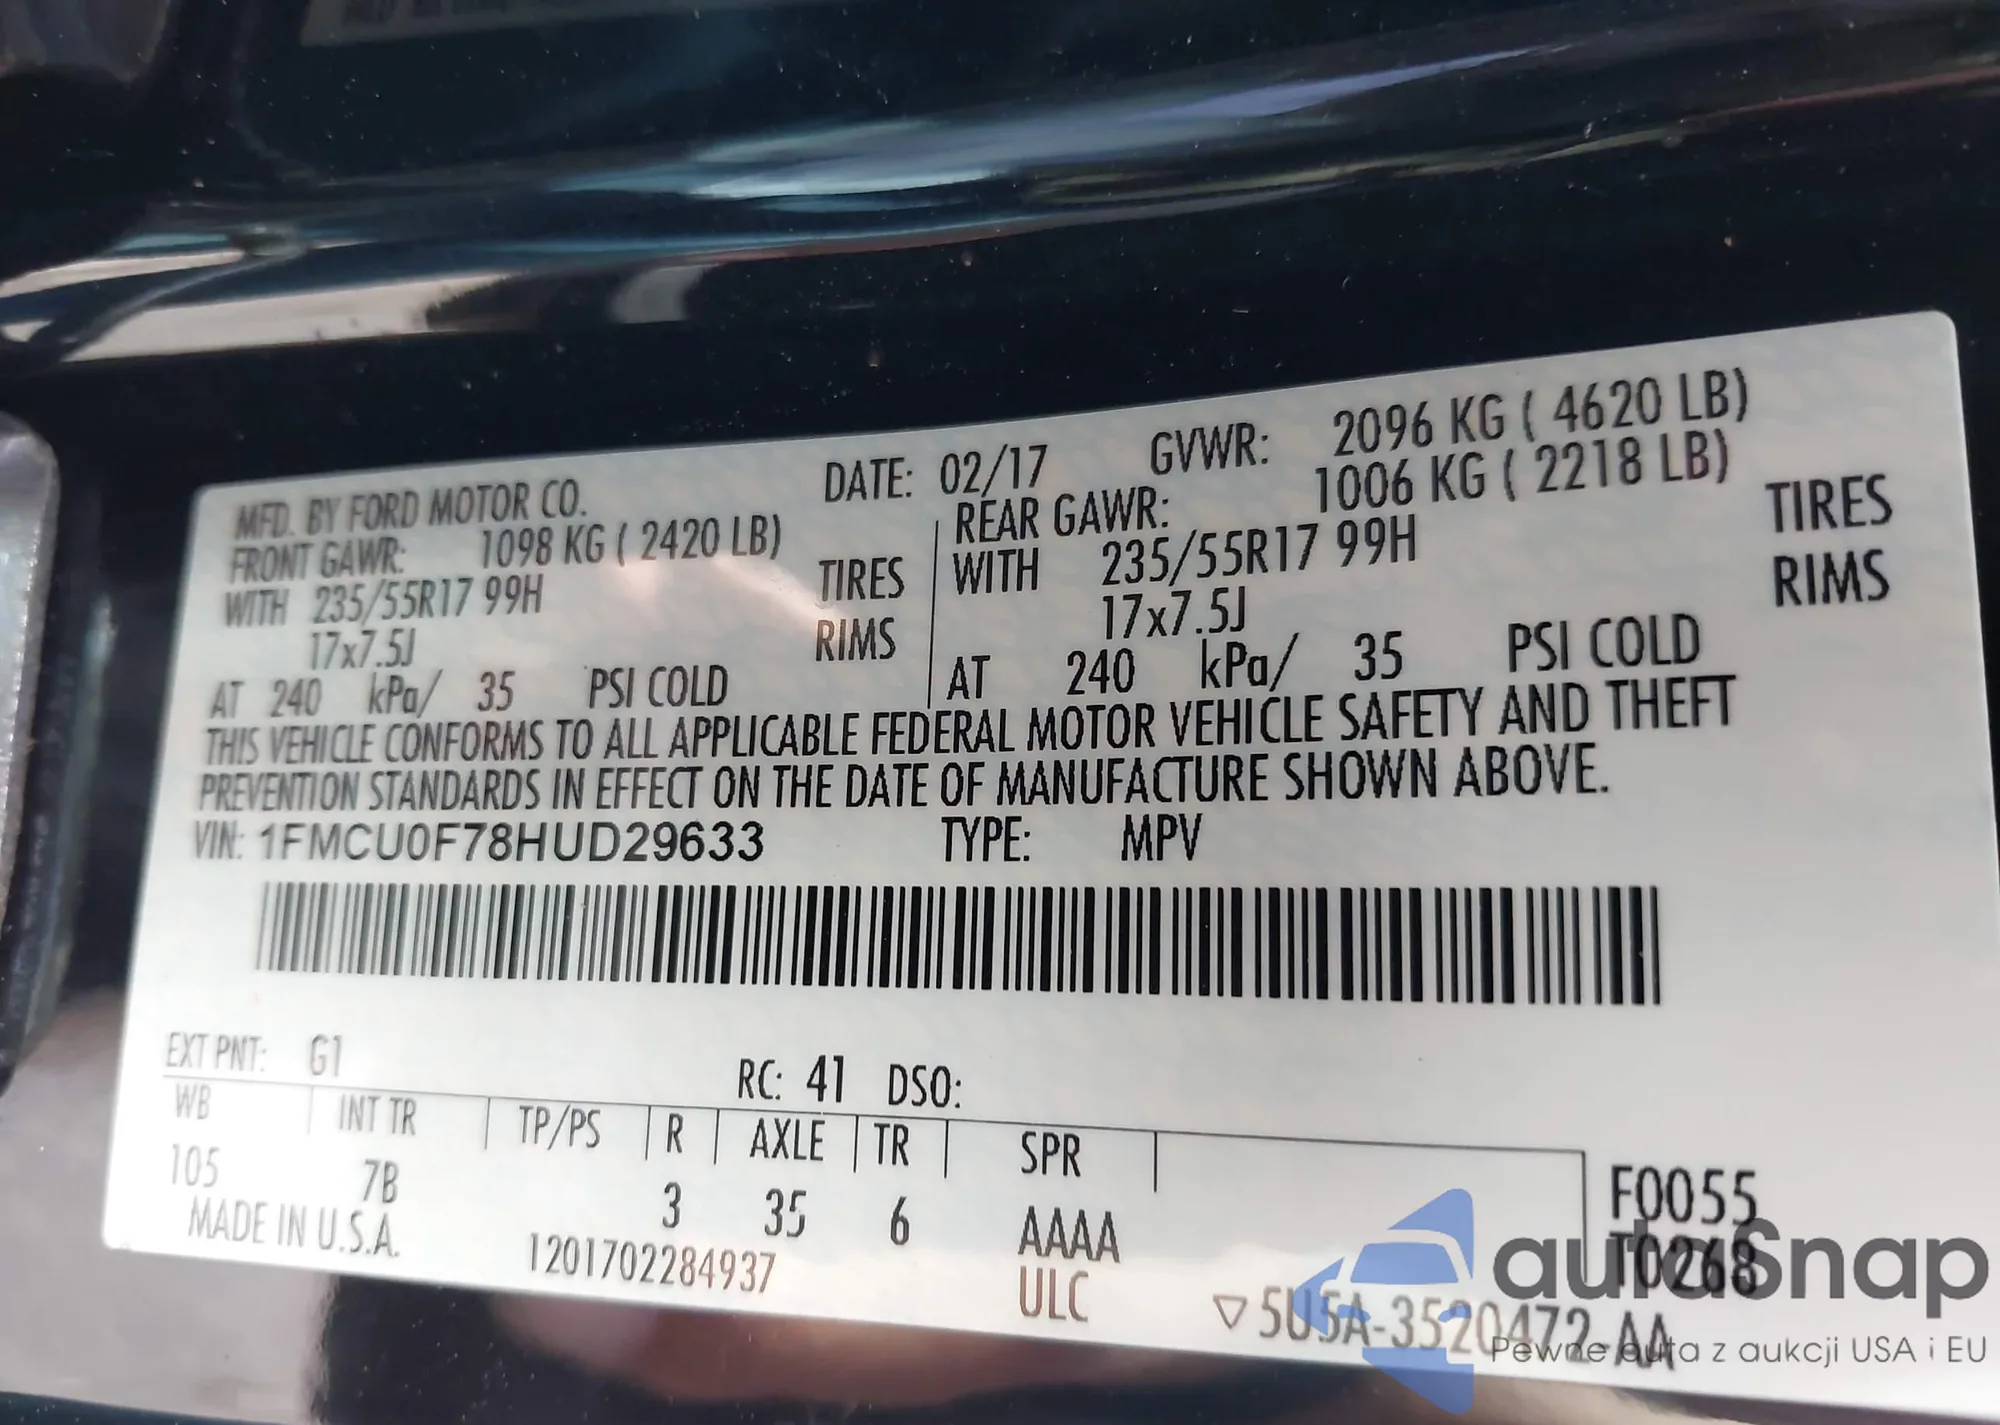 MFD. BY FORD MOTOR CO. DATE: 02/17 GVWR: 2096 KG ( 4620 LB)
FRONT GAWR: 1098 KG ( 2420 LB) REAR GAWR: 1006 KG ( 2218 LB)
WITH 235/55R17 99H TIRES WITH 235/55R17 99H TIRES
17x7.5J RIMS 17x7.5J RIMS
AT 240 kPa/ 35 PSI COLD AT 240 kPa/ 35 PSI COLD
THIS VEHICLE CONFORMS TO ALL APPLICABLE FEDERAL MOTOR VEHICLE SAFETY AND THEFT
PREVENTION STANDARDS IN EFFECT ON THE DATE OF MANUFACTURE SHOWN ABOVE.
VIN: 1FMCU0F78HUD29633 TYPE: MPV
EXT PNT: G1 RC: 41 DSO:
WB INT TR TP/PS R AXLE TR SPR
105 7B 3 35 6 AAAA F0055
MADE IN U.S.A. 1201702284937 ULC T0268
▽5U5A-3520472-AA
autoSnap
Pewne auta z aukcji USA i EU